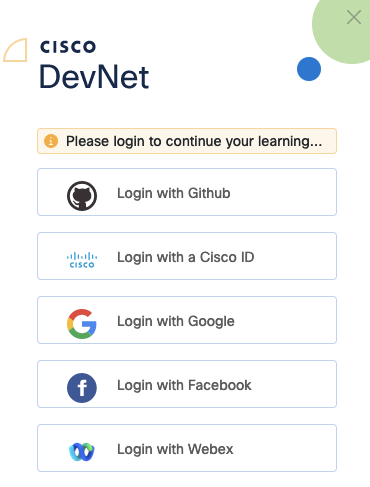 CISCO
DevNet
Please login to continue your learning...
Login with Github
Login with a Cisco ID
CISCO
Login with Google
Login with Facebook
Login with Webex